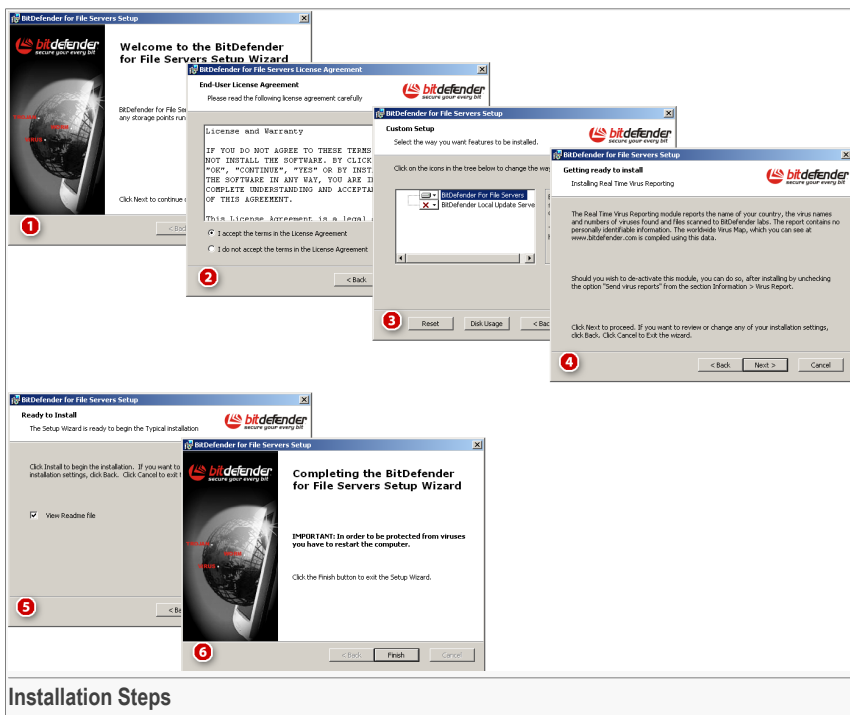 BitDefender for File Servers Setup
bitdefender
secure your every bit
Welcome to the BitDefender
for File Servers Setup Wizard
BitDefender for File Ser
any storage points run
Click Next to continue
< Back
VIRUS
1
BitDefender for File Servers License Agreement
End-User License Agreement
Please read the following license agreement carefully
bitdefender
secure your every bit
License and Warranty
IF YOU DO NOT AGREE TO THESE TERMS
NOT INSTALL THE SOFTWARE. BY CLICK
"OK", "CONTINUE", "YES" OR BY INST
THE SOFTWARE IN ANY WAY, YOU ARE I
COMPLETE UNDERSTANDING AND ACCEPTA
OF THIS AGREEMENT.
This License Agreement is a legal
I accept the terms in the License Agreement
I do not accept the terms in the License Agreement
< Back
2
BitDefender for File Servers Setup
Custom Setup
Select the way you want features to be installed.
bitdefender
secure your every bit
Click on the icons in the tree below to change the way
BitDefender For File Servers
BitDefender Local Update Serve
Reset
Disk Usage
< Bac
3
BitDefender for File Servers Setup
Getting ready to install
Installing Real Time Virus Reporting
bitdefender
secure your every bit
The Real Time Virus Reporting module reports the name of your country, the virus names
and numbers of viruses found and files scanned to BitDefender labs. The report contains no
personally identifiable information. The worldwide Virus Map, which you can see at
www.bitdefender.com is compiled using this data.
Should you wish to de-activate this module, you can do so, after installing by unchecking
the option "Send virus reports" from the section Information > Virus Report.
Click Next to proceed. If you want to review or change any of your installation settings,
click Back. Click Cancel to Exit the wizard.
< Back
Next >
Cancel
4
BitDefender for File Servers Setup
Ready to Install
The Setup Wizard is ready to begin the Typical installation
bitdefender
secure your every bit
Click Install to begin the installation. If you want to
installation settings, click Back. Click Cancel to exit t
View Readme file
< Ba
5
BitDefender for File Servers Setup
bitdefender
secure your every bit
Completing the BitDefender
for File Servers Setup Wizard
IMPORTANT: In order to be protected from viruses
you have to restart the computer.
Click the Finish button to exit the Setup Wizard.
VIRUS
< Back
Finish
Cancel
6
Installation Steps